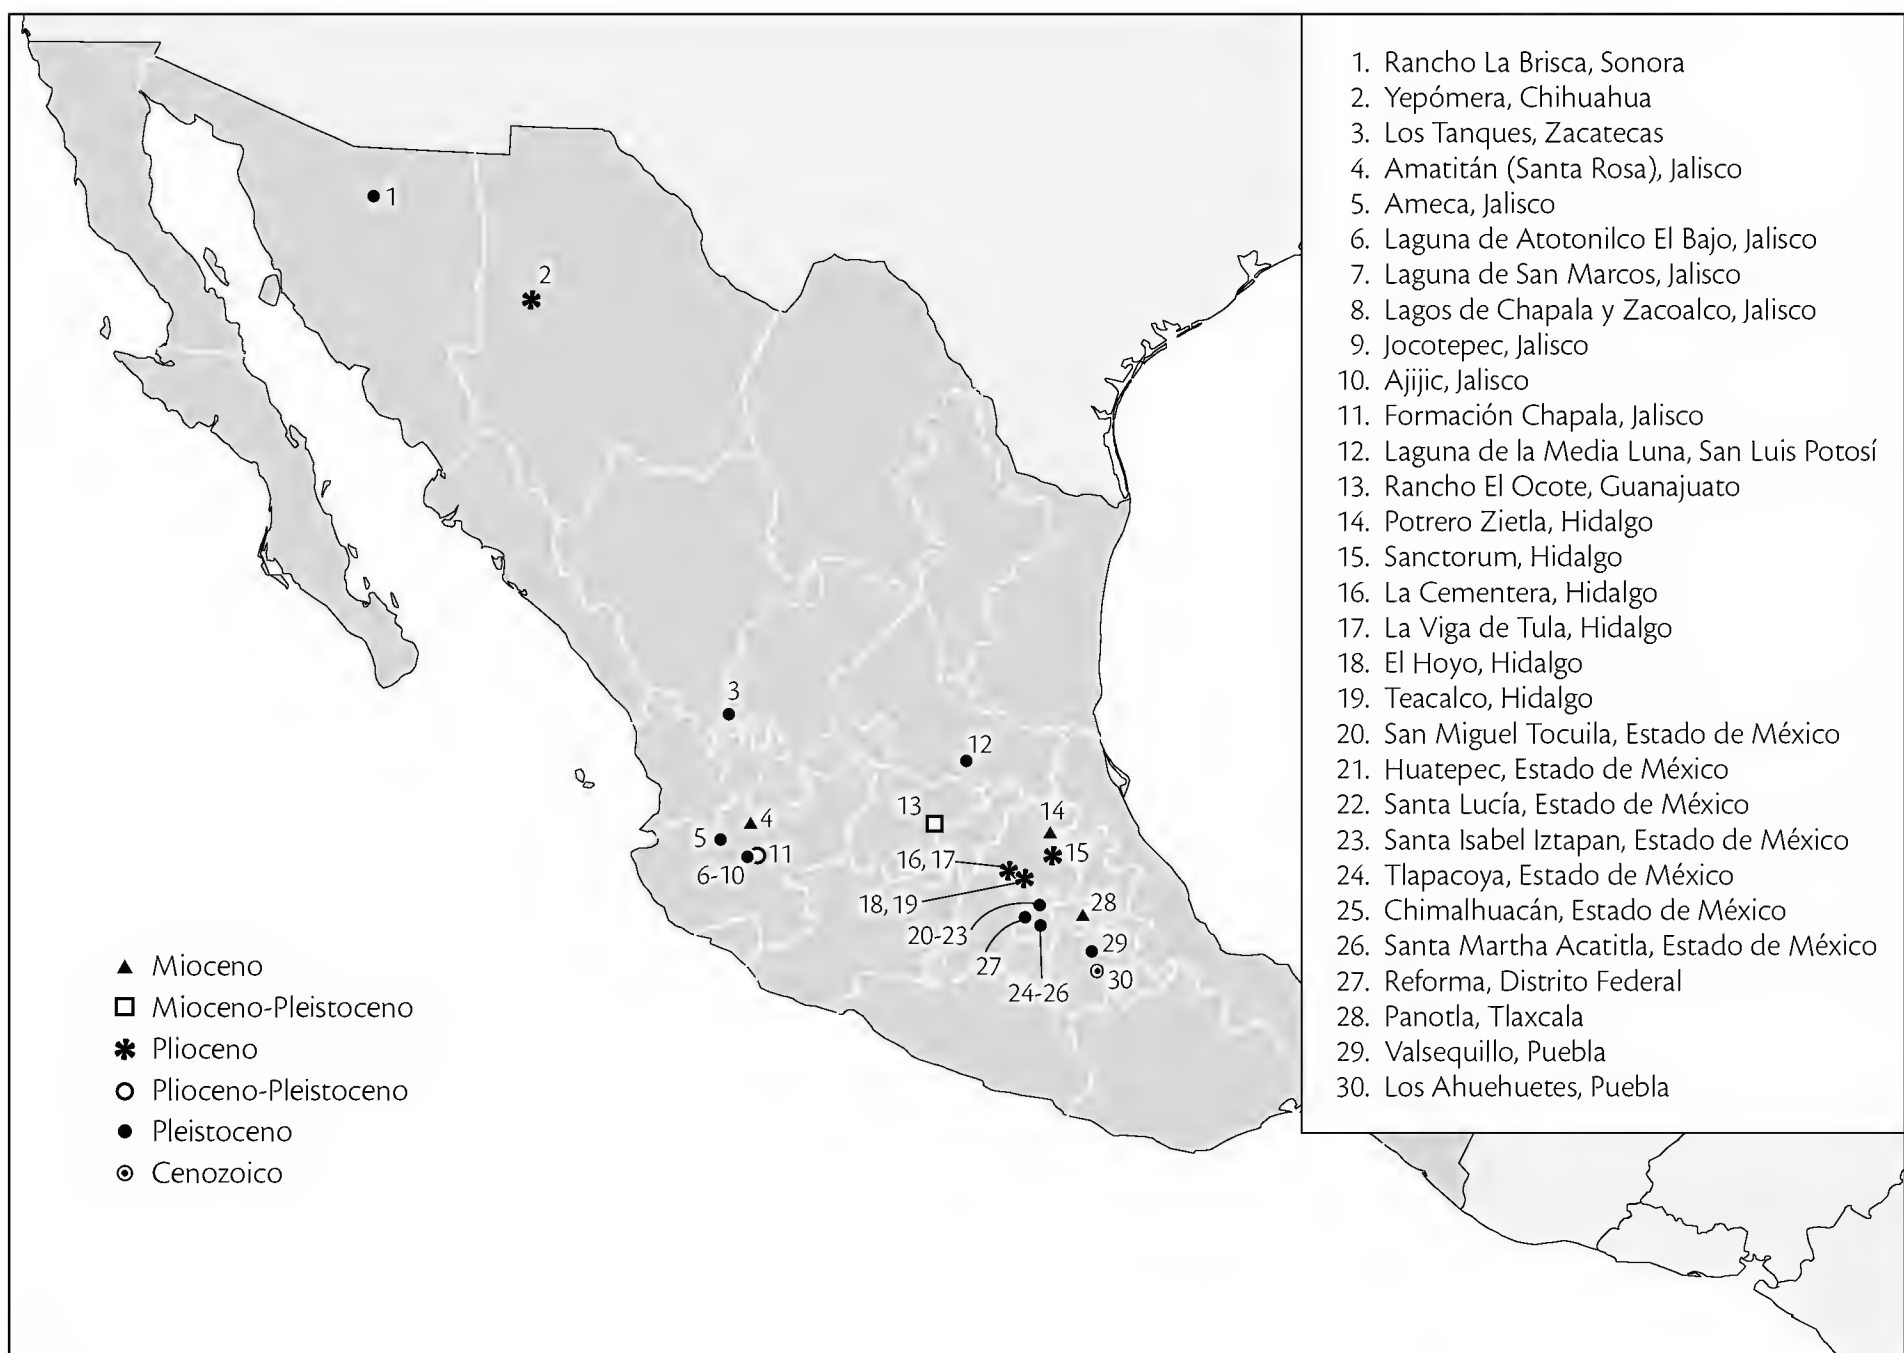 1. Rancho La Brisca, Sonora
2. Yepómera, Chihuahua
3. Los Tanques, Zacatecas
4. Amatitán (Santa Rosa), Jalisco
5. Ameca, Jalisco
6. Laguna de Atotonilco El Bajo, Jalisco
7. Laguna de San Marcos, Jalisco
8. Lagos de Chapala y Zacoalco, Jalisco
9. Jocotepec, Jalisco
10. Ajijic, Jalisco
11. Formación Chapala, Jalisco
12. Laguna de la Media Luna, San Luis Potosí
13. Rancho El Ocote, Guanajuato
14. Potrero Zietla, Hidalgo
15. Sanctorum, Hidalgo
16. La Cementera, Hidalgo
17. La Viga de Tula, Hidalgo
18. El Hoyo, Hidalgo
19. Teacalco, Hidalgo
20. San Miguel Tocuila, Estado de México
21. Huatepec, Estado de México
22. Santa Lucía, Estado de México
23. Santa Isabel Iztapan, Estado de México
24. Tlapacoya, Estado de México
25. Chimalhuacán, Estado de México
26. Santa Martha Acatitla, Estado de México
27. Reforma, Distrito Federal
28. Panotla, Tlaxcala
29. Valsequillo, Puebla
30. Los Ahuehuetes, Puebla
1
2
3
12
13
14
4
5
11
15
16, 17
6-10
18, 19
28
20-23
29
27
30
24-26
Mioceno
Mioceno-Pleistoceno
Plioceno
Plioceno-Pleistoceno
Pleistoceno
Cenozoico